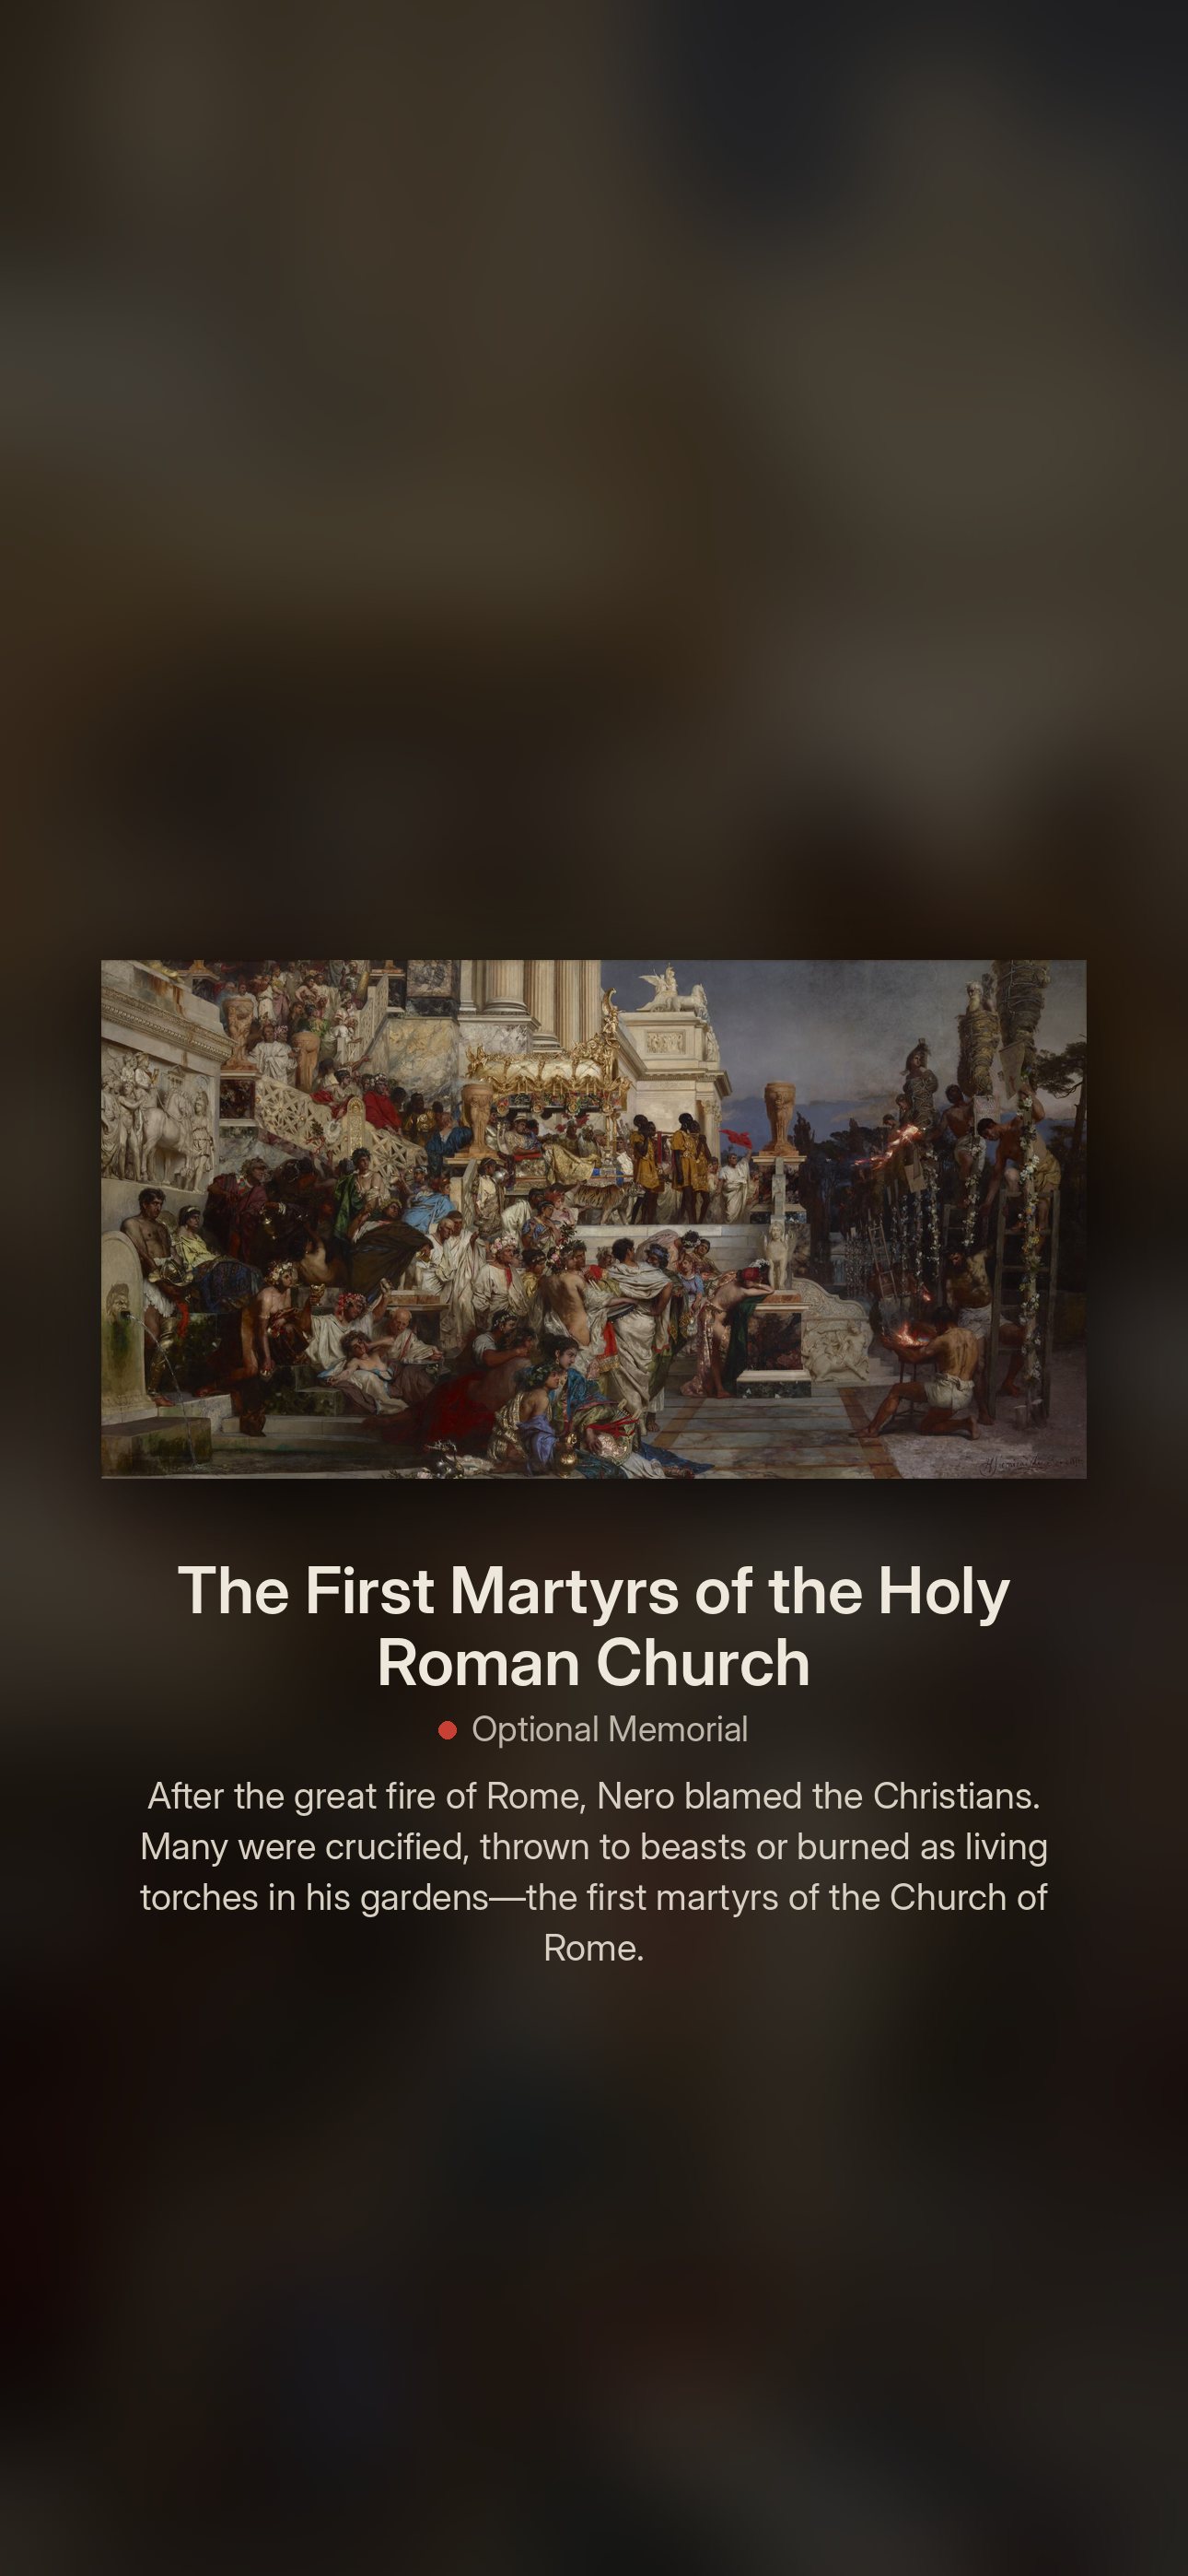 The First Martyrs of the Holy
Roman Church
Optional Memorial
After the great fire of Rome, Nero blamed the Christians.
Many were crucified, thrown to beasts or burned as living
torches in his gardens—the first martyrs of the Church of
Rome.